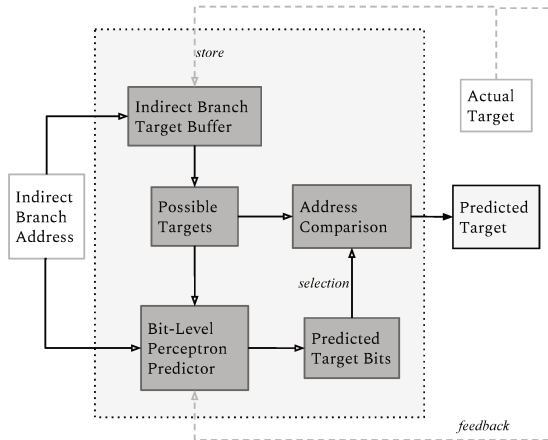 store
Indirect Branch
Target Buffer
Actual
Target
Indirect
Branch
Address
Possible
Targets
Address
Comparison
Predicted
Target
selection
Bit-Level
Perceptron
Predictor
Predicted
Target Bits
feedback